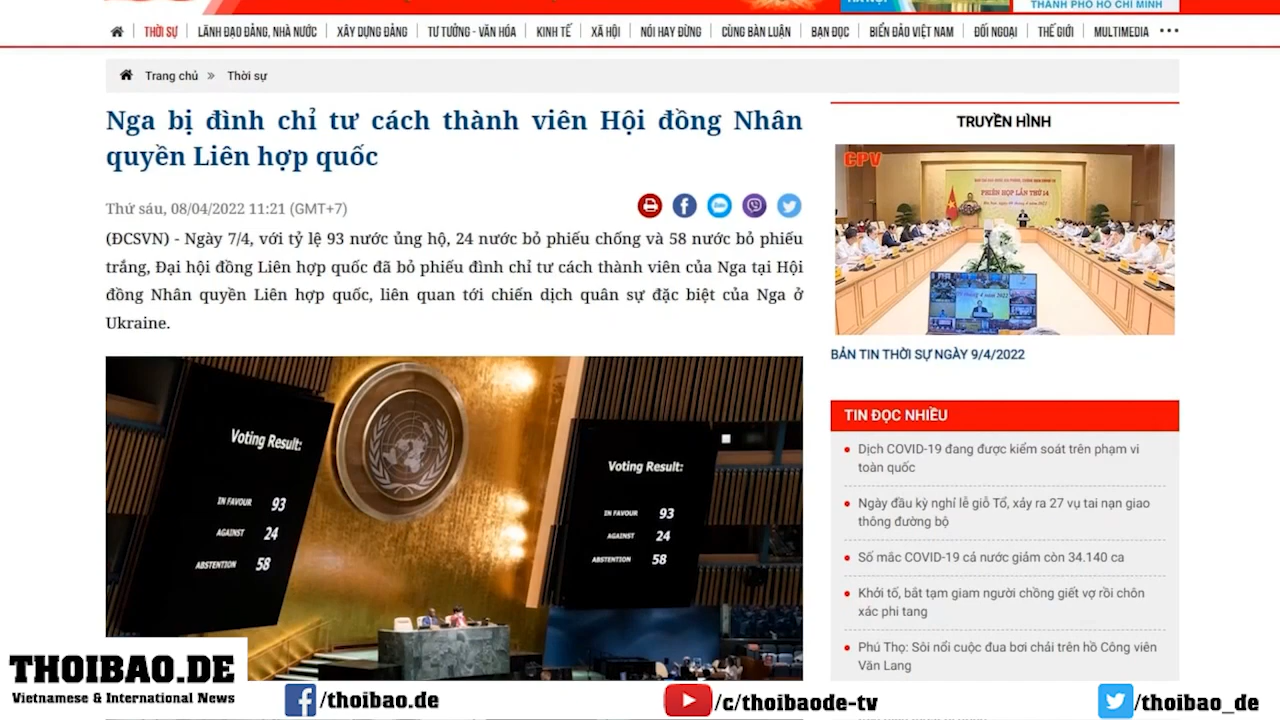 HÀ NỘI
THÀNH PHỐ HỒ CHÍ MINH
THỜI SỰ
LÃNH ĐẠO ĐẢNG, NHÀ NƯỚC
XÂY DỰNG ĐẢNG
TƯ TƯỞNG - VĂN HÓA
KINH TẾ
XÃ HỘI
NÓI HAY ĐỪNG
CÙNG BÀN LUẬN
BẠN ĐỌC
BIỂN ĐẢO VIỆT NAM
ĐỐI NGOẠI
THẾ GIỚI
MULTIMEDIA
Trang chủ » Thời sự
Nga bị đình chỉ tư cách thành viên Hội đồng Nhân
quyền Liên hợp quốc
Thứ sáu, 08/04/2022 11:21 (GMT+7)
Zalo
(ĐCSVN) - Ngày 7/4, với tỷ lệ 93 nước ủng hộ, 24 nước bỏ phiếu chống và 58 nước bỏ phiếu
trắng, Đại hội đồng Liên hợp quốc đã bỏ phiếu đình chỉ tư cách thành viên của Nga tại Hội
đồng Nhân quyền Liên hợp quốc, liên quan tới chiến dịch quân sự đặc biệt của Nga ở
Ukraine.
Voting Result:
IN FAVOUR 93
AGAINST 24
ABSTENTION 58
Voting Result:
IN FAVOUR 93
AGAINST 24
ABSTENTION 58
TRUYỀN HÌNH
CPV
PHIÊN HỌP LẦN THỨ 14
BẢN TIN THỜI SỰ NGÀY 9/4/2022
TIN ĐỌC NHIỀU
Dịch COVID-19 đang được kiểm soát trên phạm vi
toàn quốc
Ngày đầu kỳ nghỉ lễ giỗ Tổ, xảy ra 27 vụ tai nạn giao
thông đường bộ
Số mắc COVID-19 cả nước giảm còn 34.140 ca
Khởi tố, bắt tạm giam người chồng giết vợ rồi chôn
xác phi tang
Phú Thọ: Sôi nổi cuộc đua bơi chải trên hồ Công viên
Văn Lang
THOIBAO.DE
Vietnamese & International News
/thoibao.de
/c/thoibaode-tv
/thoibao_de